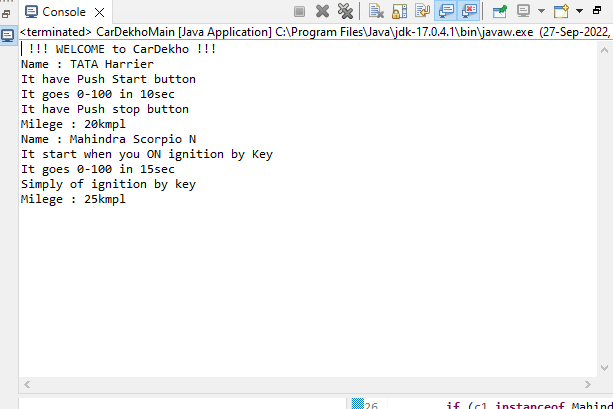 Console
<terminated> CarDekhoMain [Java Application] C:\Program Files\Java\jdk-17.0.4.1\bin\javaw.exe (27-Sep-2022,
!!! WELCOME to CarDekho !!!
Name : TATA Harrier
It have Push Start button
It goes 0-100 in 10sec
It have Push stop button
Milege : 20kmpl
Name : Mahindra Scorpio N
It start when you ON ignition by Key
It goes 0-100 in 15sec
Simply of ignition by key
Milege : 25kmpl
26 if (c1 instanceof Mahind